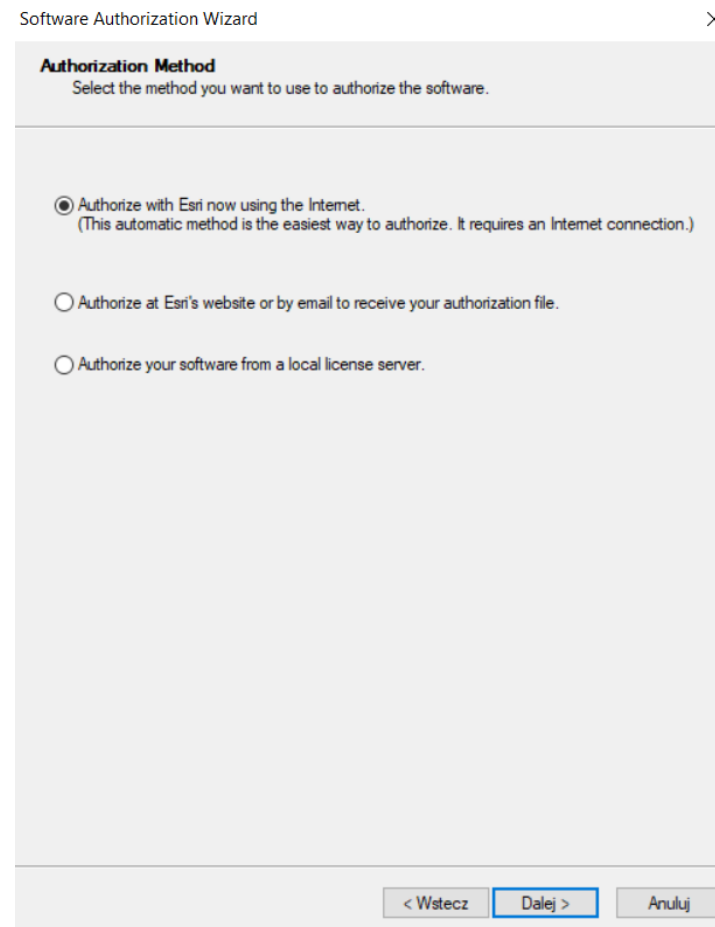 Software Authorization Wizard
Authorization Method
Select the method you want to use to authorize the software.
Authorize with Esri now using the Internet.
(This automatic method is the easiest way to authorize. It requires an Internet connection.)
Authorize at Esri's website or by email to receive your authorization file.
Authorize your software from a local license server.
< Wstecz
Dalej >
Anuluj